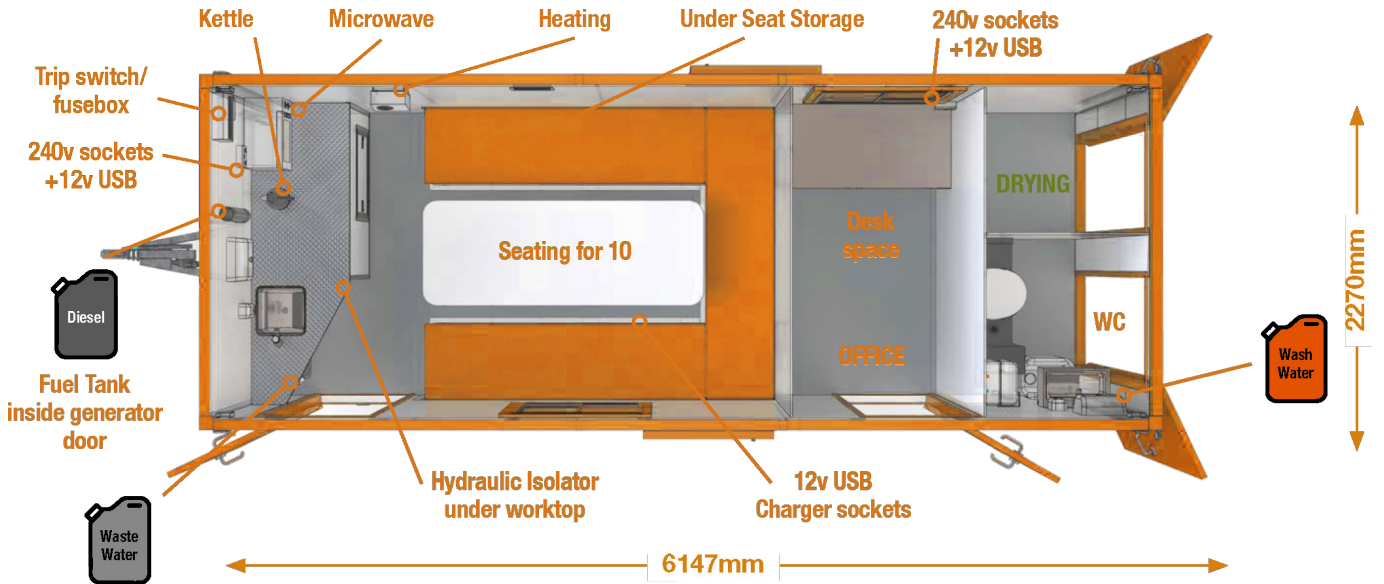 Kettle
Microwave
Heating
Under Seat Storage
240v sockets
+12v USB
Trip switch/
fusebox
240v sockets
+12v USB
DRYING
Desk
space
Seating for 10
2270mm
Diesel
WC
OFFICE
Wash
Water
Fuel Tank
inside generator
door
Hydraulic Isolator
under worktop
12v USB
Charger sockets
Waste
Water
6147mm